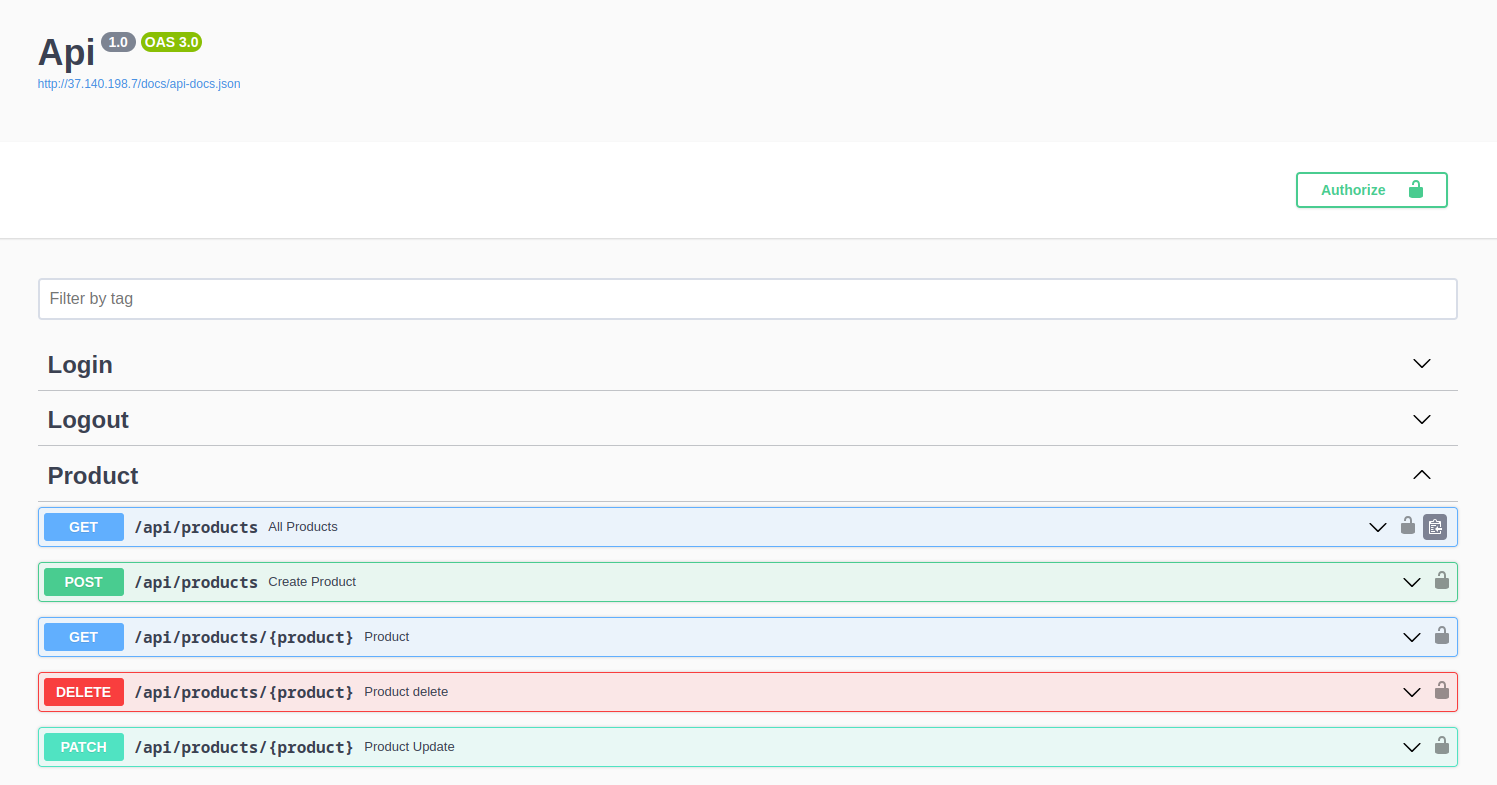 Api 1.0 OAS 3.0
http://37.140.198.7/docs/api-docs.json
Authorize
Filter by tag
Login
Logout
Product
GET /api/products All Products
POST /api/products Create Product
GET /api/products/{product} Product
DELETE /api/products/{product} Product delete
PATCH /api/products/{product} Product Update